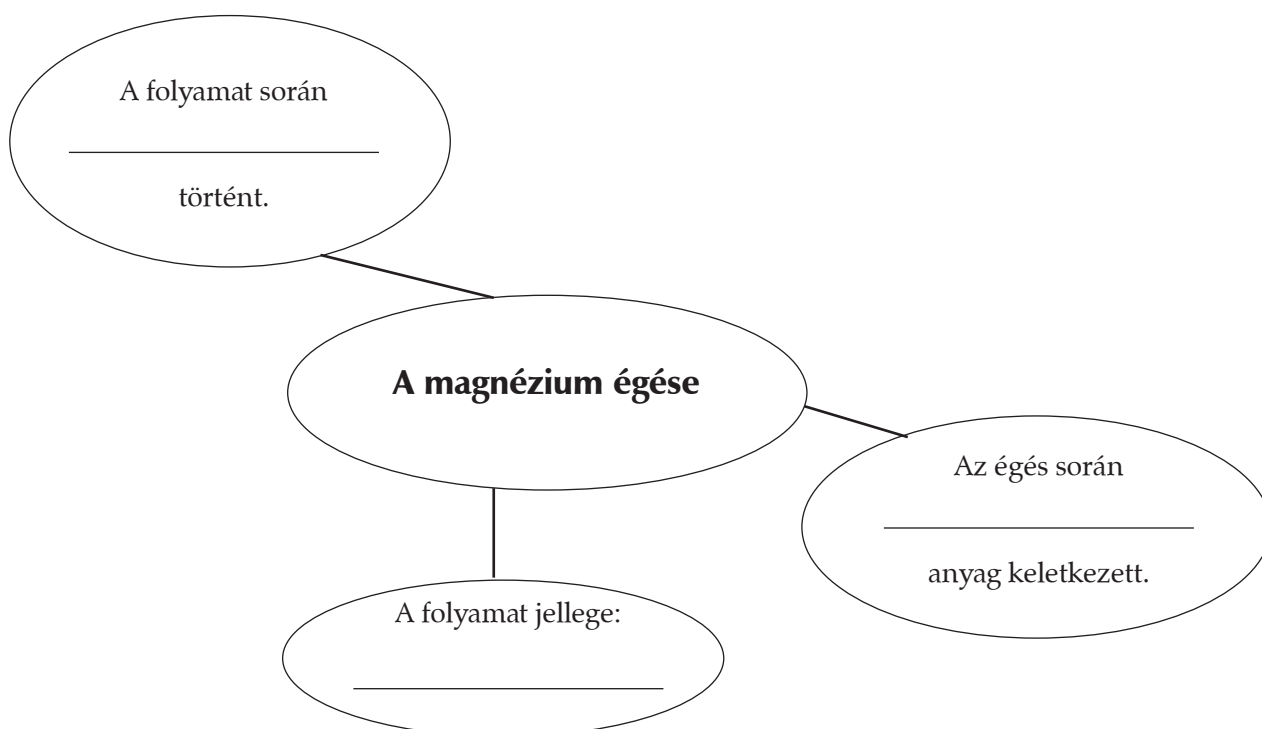 A folyamat során
történt.
A magnézium égése
Az égés során
anyag keletkezett.
A folyamat jellege: